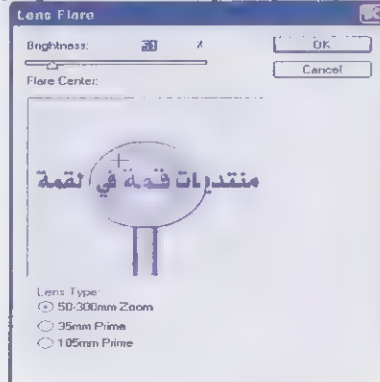 Lens Flare
Brightness: %
OK
Cancel
Flare Center:
منتديات قمة في القمة
Lens Type:
50-300mm Zoom
35mm Prime
105mm Prime